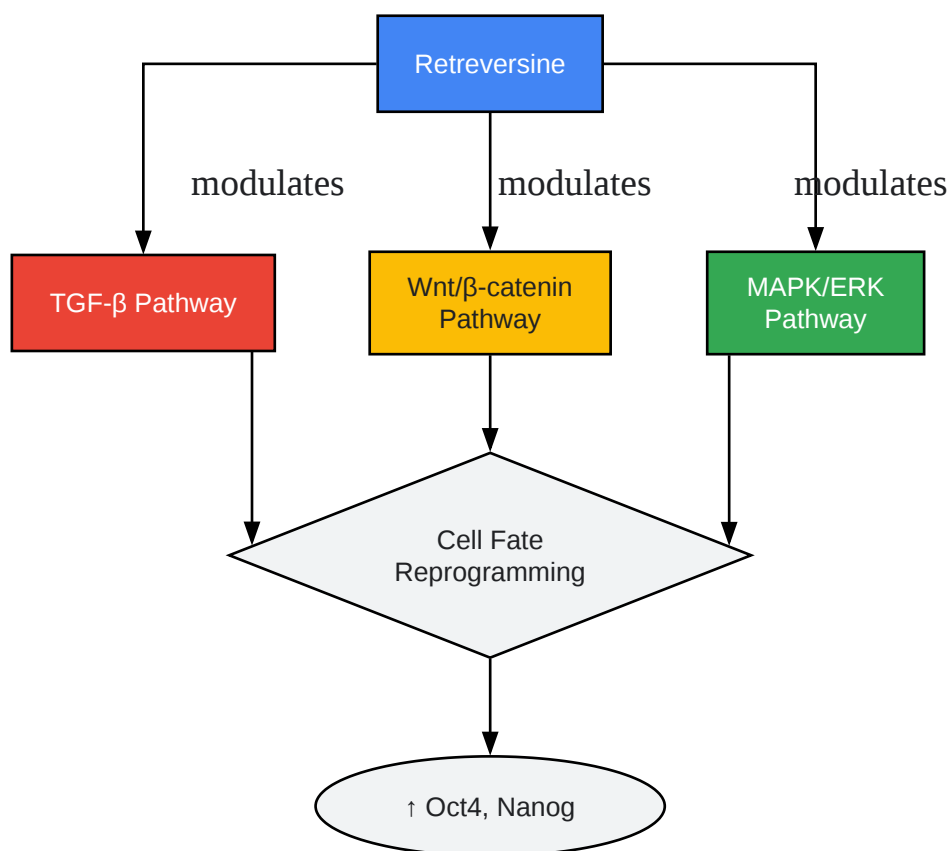 Retreversine
modulates
modulates
modulates
TGF-β Pathway
Wnt/β-catenin
Pathway
MAPK/ERK
Pathway
Cell Fate
Reprogramming
↑ Oct4, Nanog